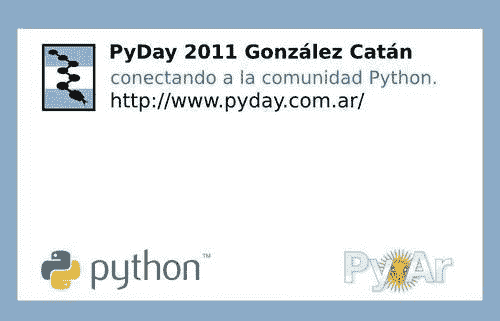 PyDay 2011 González Catán
conectando a la comunidad Python.
http://www.pyday.com.ar/
python™
PyAr